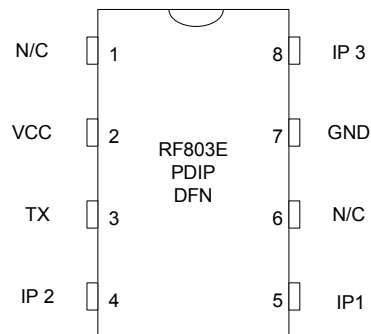 N/C 1 8 IP 3
VCC 2 7 GND
RF803E
PDIP
DFN
TX 3 6 N/C
IP 2 4 5 IP1